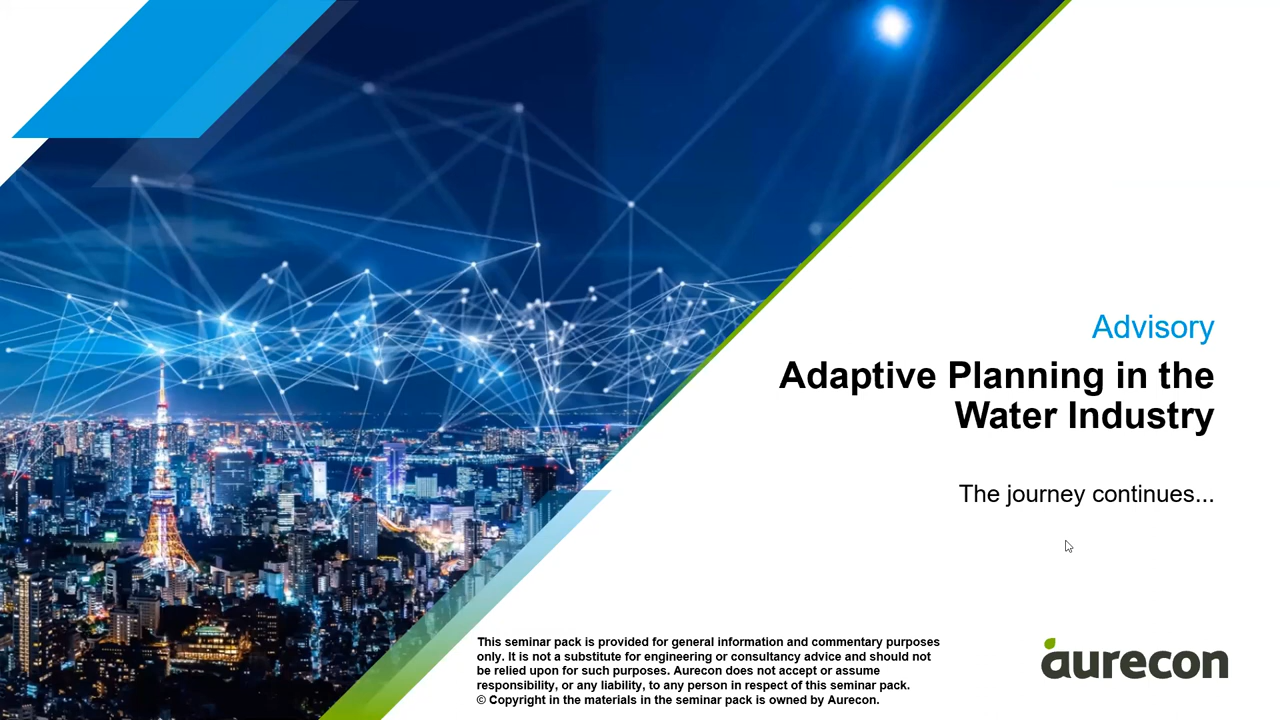 Advisory
Adaptive Planning in the
Water Industry
The journey continues...
This seminar pack is provided for general information and commentary purposes
only. It is not a substitute for engineering or consultancy advice and should not
be relied upon for such purposes. Aurecon does not accept or assume
responsibility, or any liability, to any person in respect of this seminar pack.
© Copyright in the materials in the seminar pack is owned by Aurecon.
aurecon